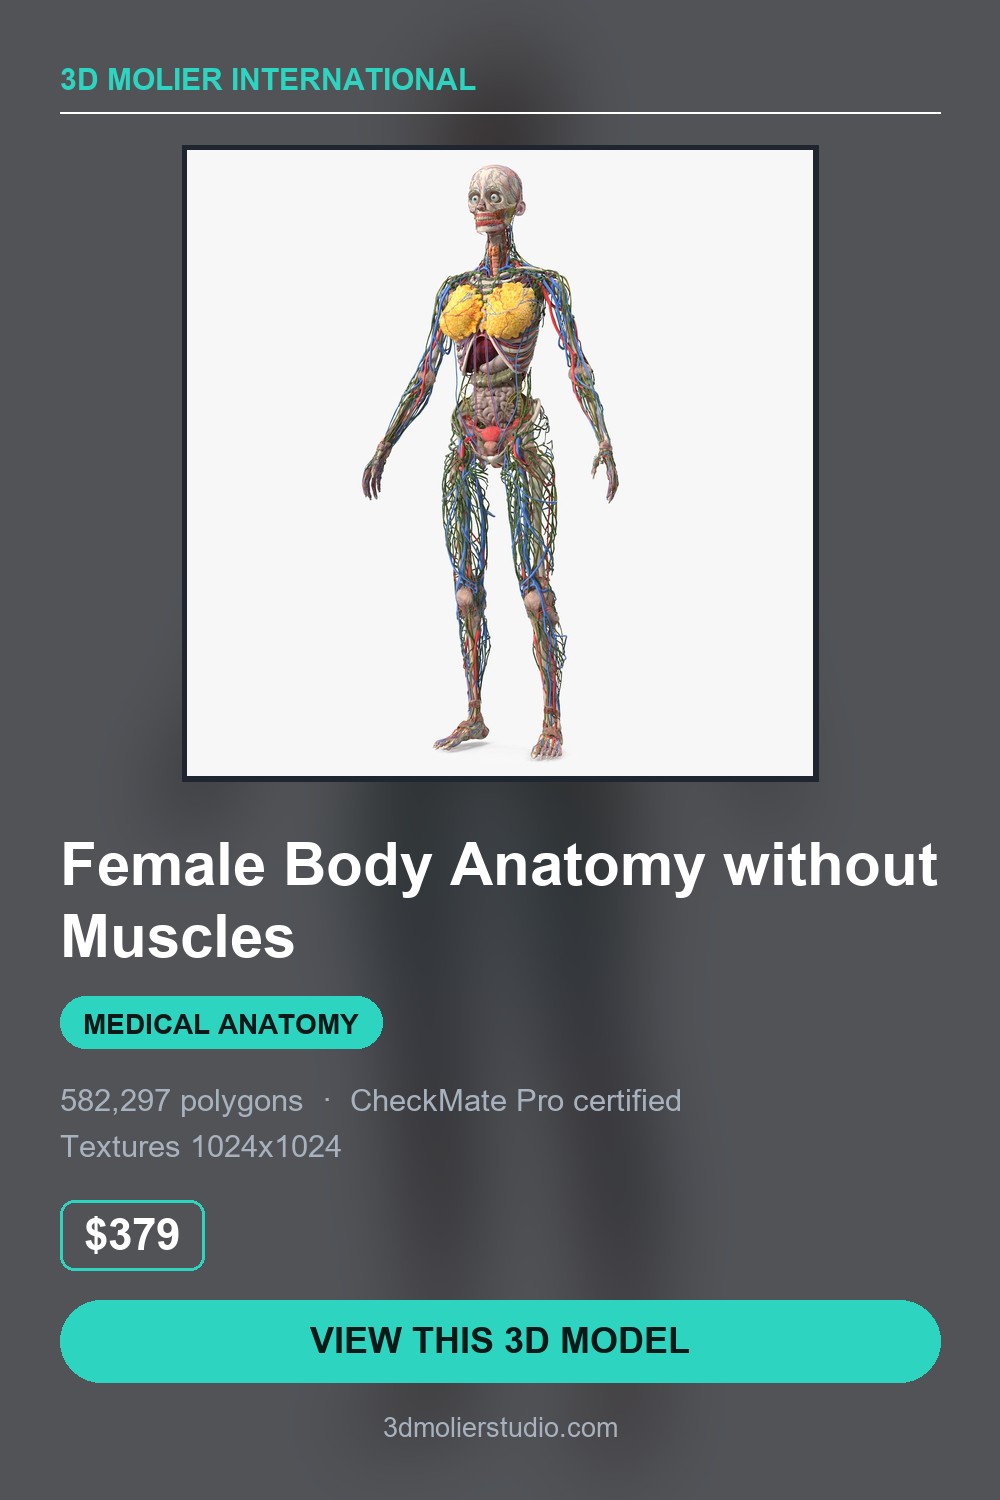 3D MOLIER INTERNATIONAL
Female Body Anatomy without
Muscles
MEDICAL ANATOMY
582,297 polygons · CheckMate Pro certified
Textures 1024x1024
$379
VIEW THIS 3D MODEL
3dmolierstudio.com